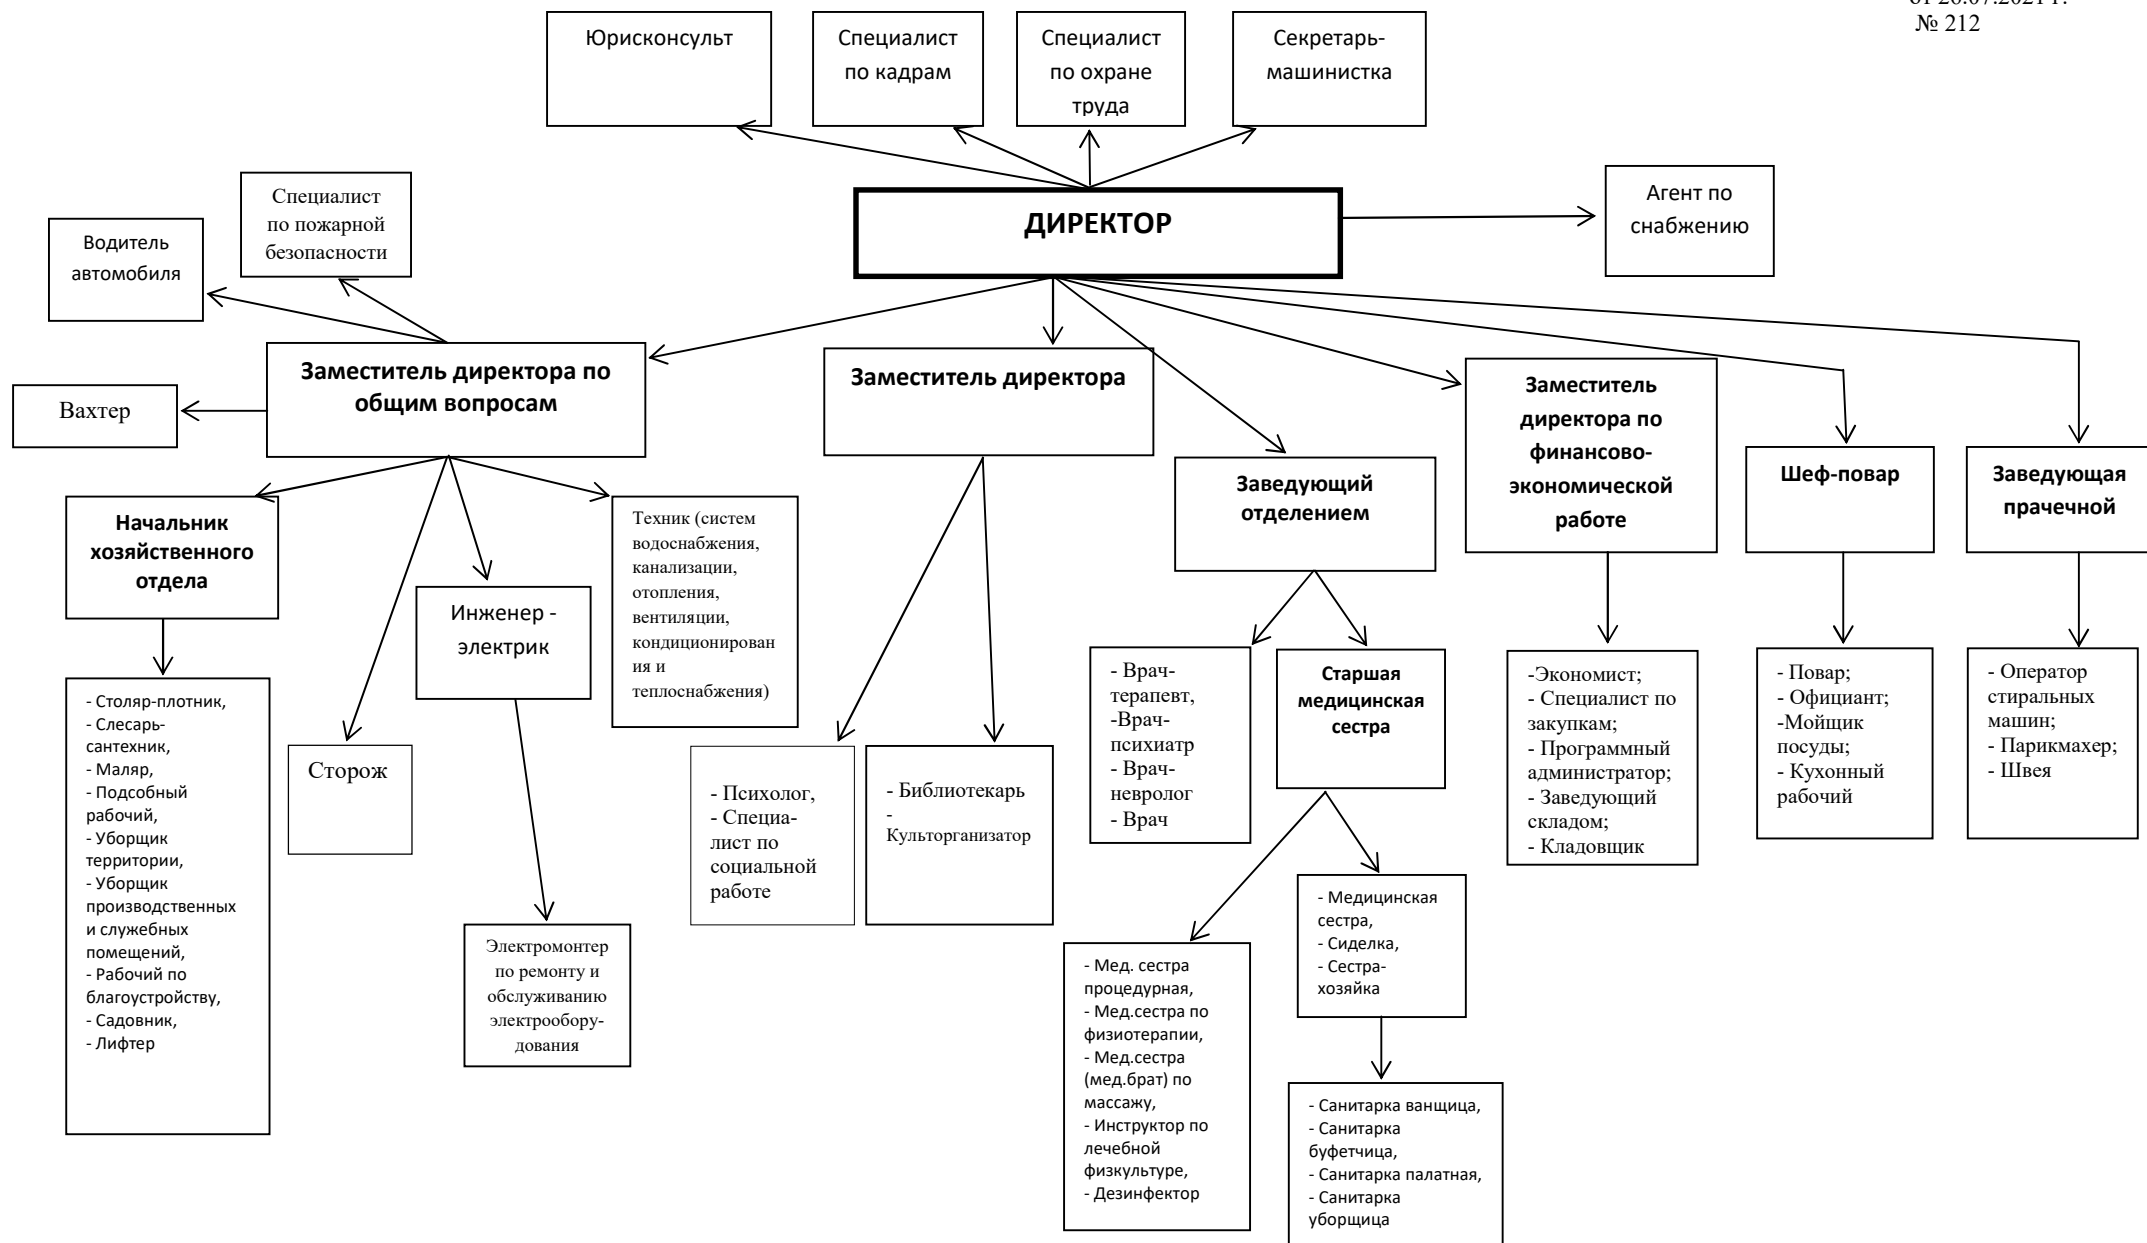 от 26.07.2021 г.
№ 212
Юрисконсульт
Специалист
по кадрам
Специалист
по охране
труда
Секретарь-
машинистка
Специалист
по пожарной
безопасности
Водитель
автомобиля
ДИРЕКТОР
Агент по
снабжению
Вахтер
Заместитель директора по
общим вопросам
Заместитель директора
Заведующий
отделением
Заместитель
директора по
финансово-
экономической
работе
Шеф-повар
Заведующая
прачечной
Начальник
хозяйственного
отдела
Инженер -
электрик
Техник (систем
водоснабжения,
канализации,
отопления,
вентиляции,
кондиционирован
ия и
теплоснабжения)
- Столяр-плотник,
- Слесарь-
сантехник,
- Маляр,
- Подсобный
рабочий,
- Уборщик
территории,
- Уборщик
производственных
и служебных
помещений,
- Рабочий по
благоустройству,
- Садовник,
- Лифтер
Сторож
Электромонтер
по ремонту и
обслуживанию
электрообору-
дования
- Психолог,
- Специа-
лист по
социальной
работе
- Библиотекарь
-
Культорганизатор
- Врач-
терапевт,
-Врач-
психиатр
- Врач-
невролог
- Врач
Старшая
медицинская
сестра
-Экономист;
- Специалист по
закупкам;
- Программный
администратор;
- Заведующий
складом;
- Кладовщик
- Повар;
- Официант;
-Мойщик
посуды;
- Кухонный
рабочий
- Оператор
стиральных
машин;
- Парикмахер;
- Швея
- Мед. сестра
процедурная,
- Мед.сестра по
физиотерапии,
- Мед.сестра
(мед.брат) по
массажу,
- Инструктор по
лечебной
физкультуре,
- Дезинфектор
- Медицинская
сестра,
- Сиделка,
- Сестра-
хозяйка
- Санитарка ванщица,
- Санитарка
буфетчица,
- Санитарка палатная,
- Санитарка
уборщица